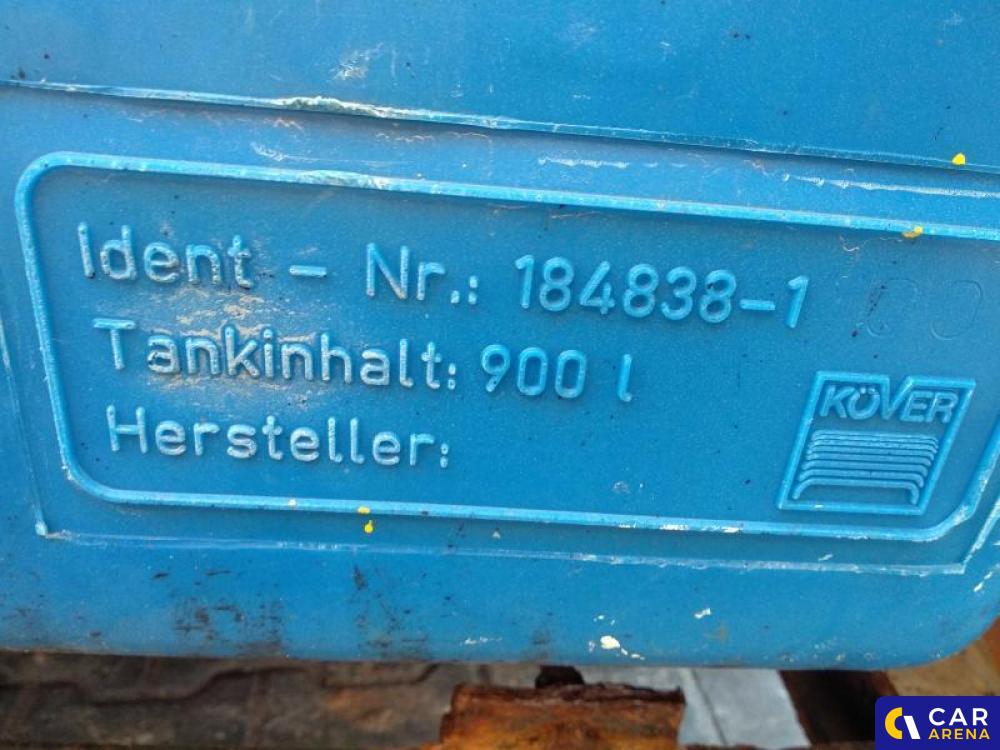 Ident - Nr.: 184838-1
Tankinhalt: 900 l
Hersteller:
KÖVER
CAR
ARENA